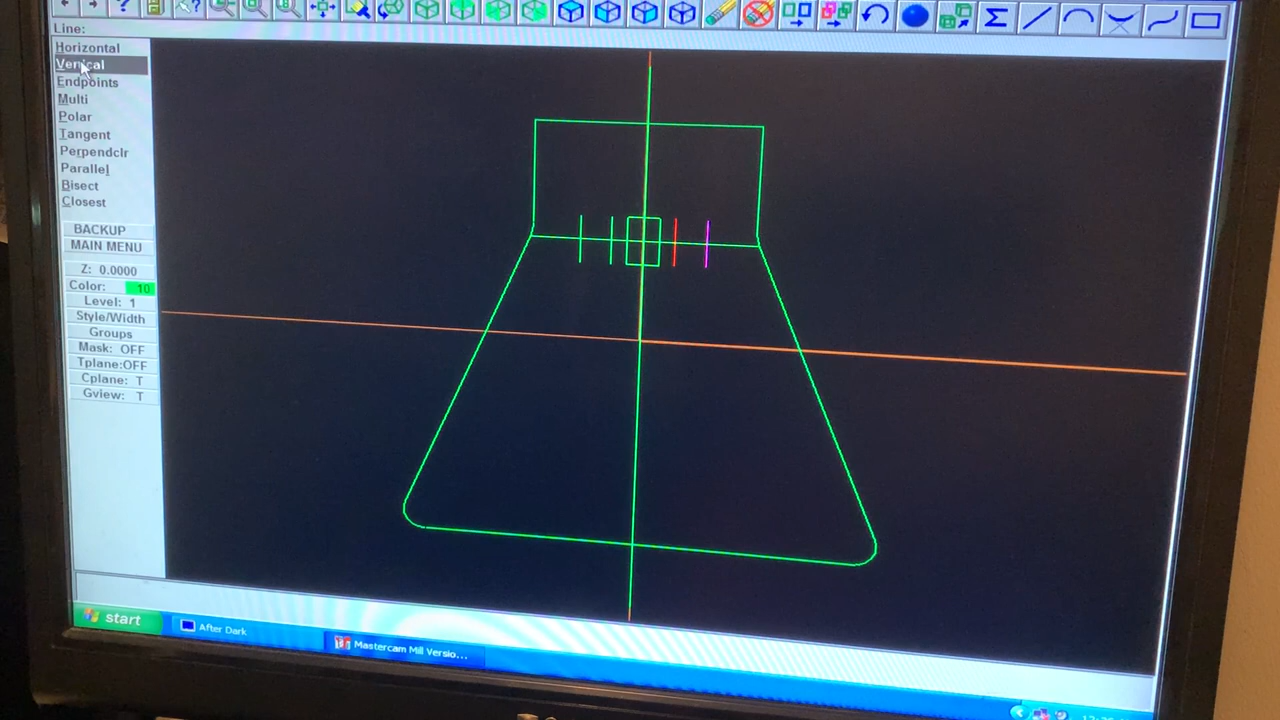 Line:
Horizontal
Vertical
Endpoints
Multi
Polar
Tangent
Perpendclr
Parallel
Bisect
Closest
BACKUP
MAIN MENU
Z: 0.0000
Color: 10
Level: 1
Style/Width
Groups
Mask: OFF
Tplane:OFF
Cplane: T
Gview: T
start
After Dark
Mastercam Mill Versio...